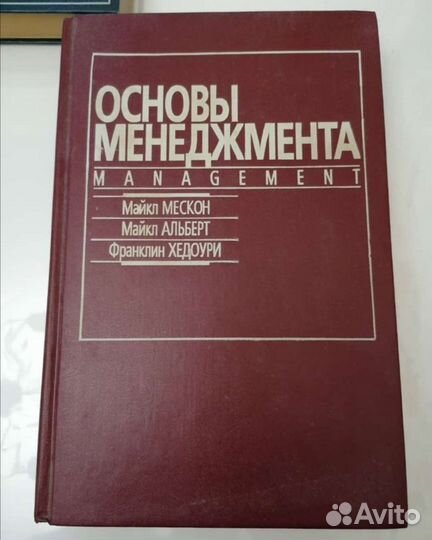 ОСНОВЫ
МЕНЕДЖМЕНТА
MANAGEMENT
Майкл МЕСКОН
Майкл АЛЬБЕРТ
Франклин ХЕДОУРИ
Avito